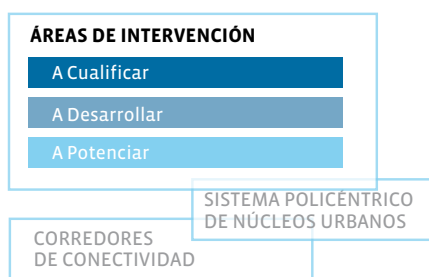 ÁREAS DE INTERVENCIÓN
A Cualificar
A Desarrollar
A Potenciar
SISTEMA POLICÉNTRICO
DE NÚCLEOS URBANOS
CORREDORES
DE CONECTIVIDAD